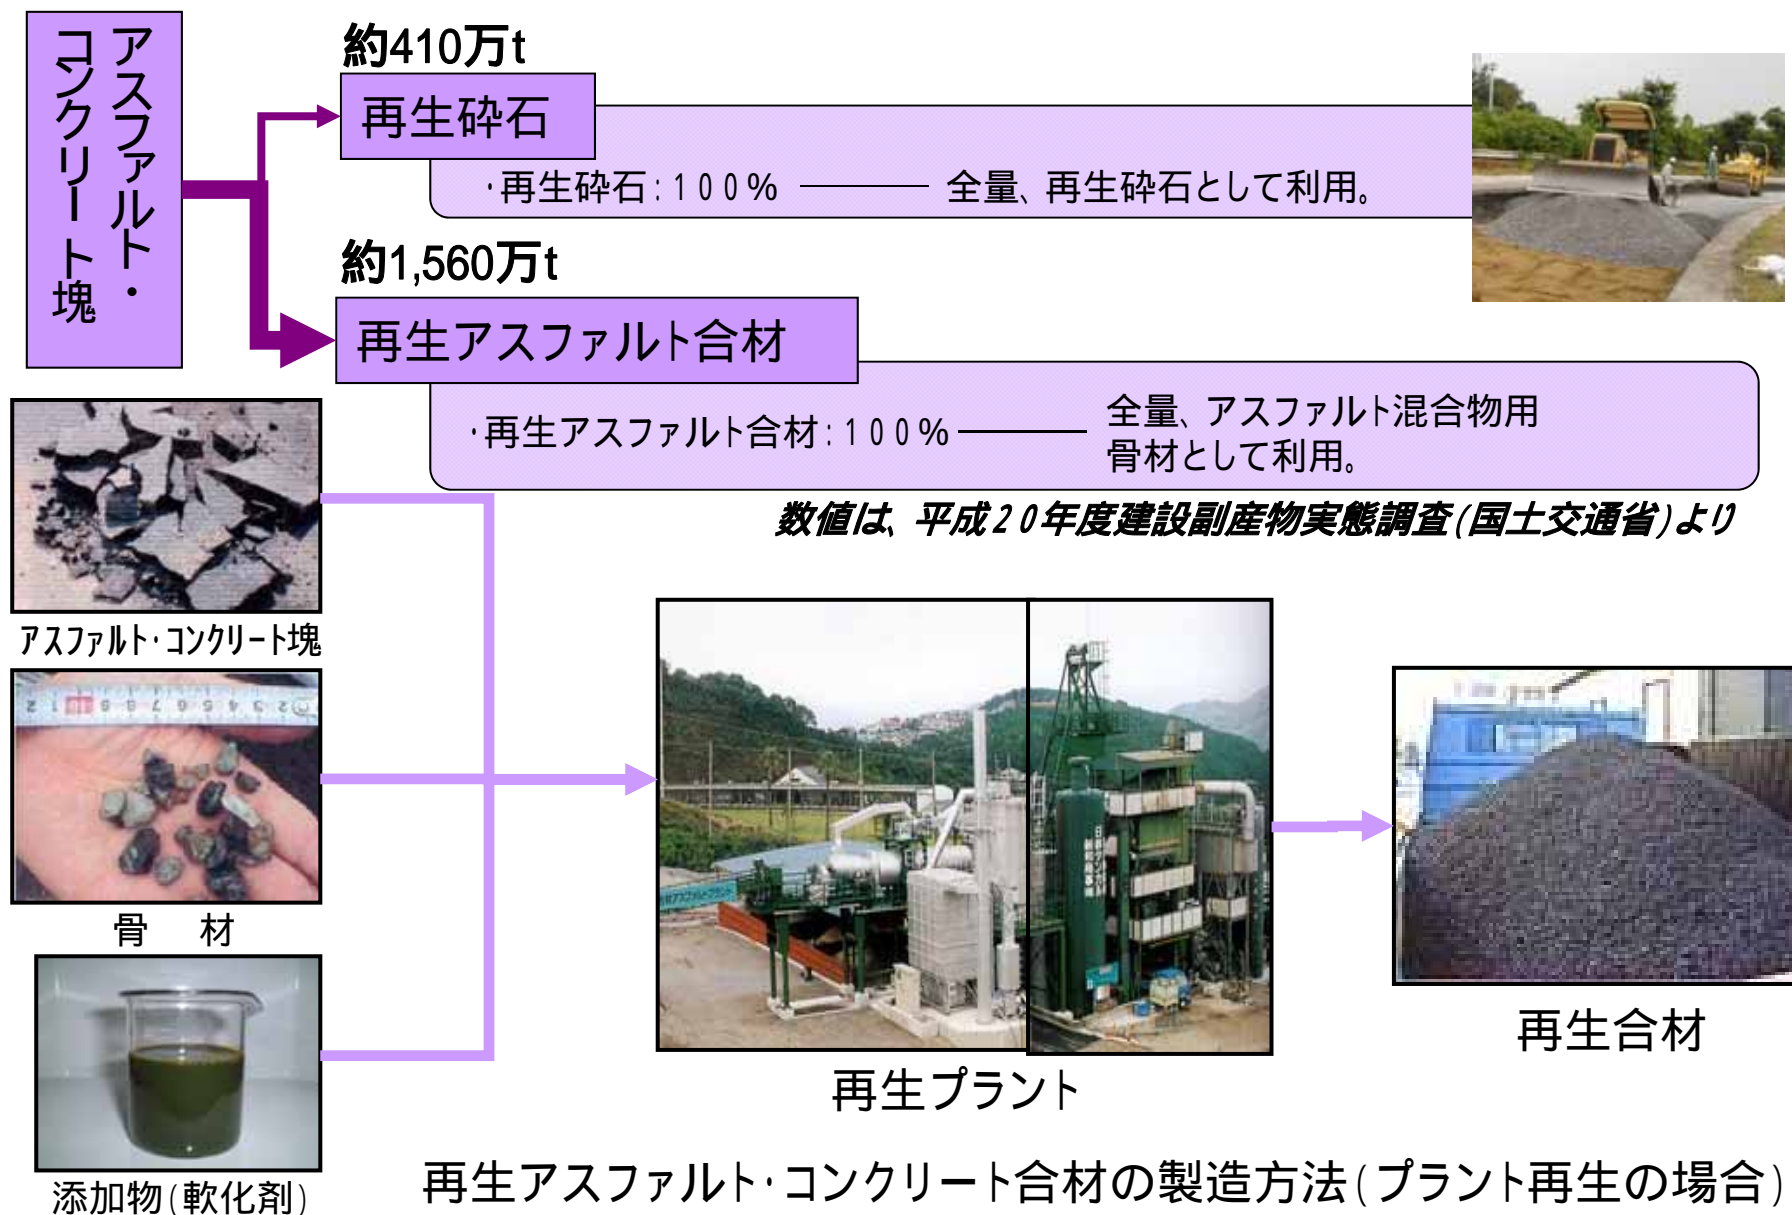 アスファルト・
コンクリート塊
約410万t
再生砕石
・再生砕石：１００％
全量、再生砕石として利用。
約1,560万t
再生アスファルト合材
・再生アスファルト合材：１００％
全量、アスファルト混合物用
骨材として利用。
数値は、平成２０年度建設副産物実態調査(国土交通省)より
アスファルト・コンクリート塊
骨　材
添加物(軟化剤)
再生プラント
再生合材
再生アスファルト・コンクリート合材の製造方法(プラント再生の場合)